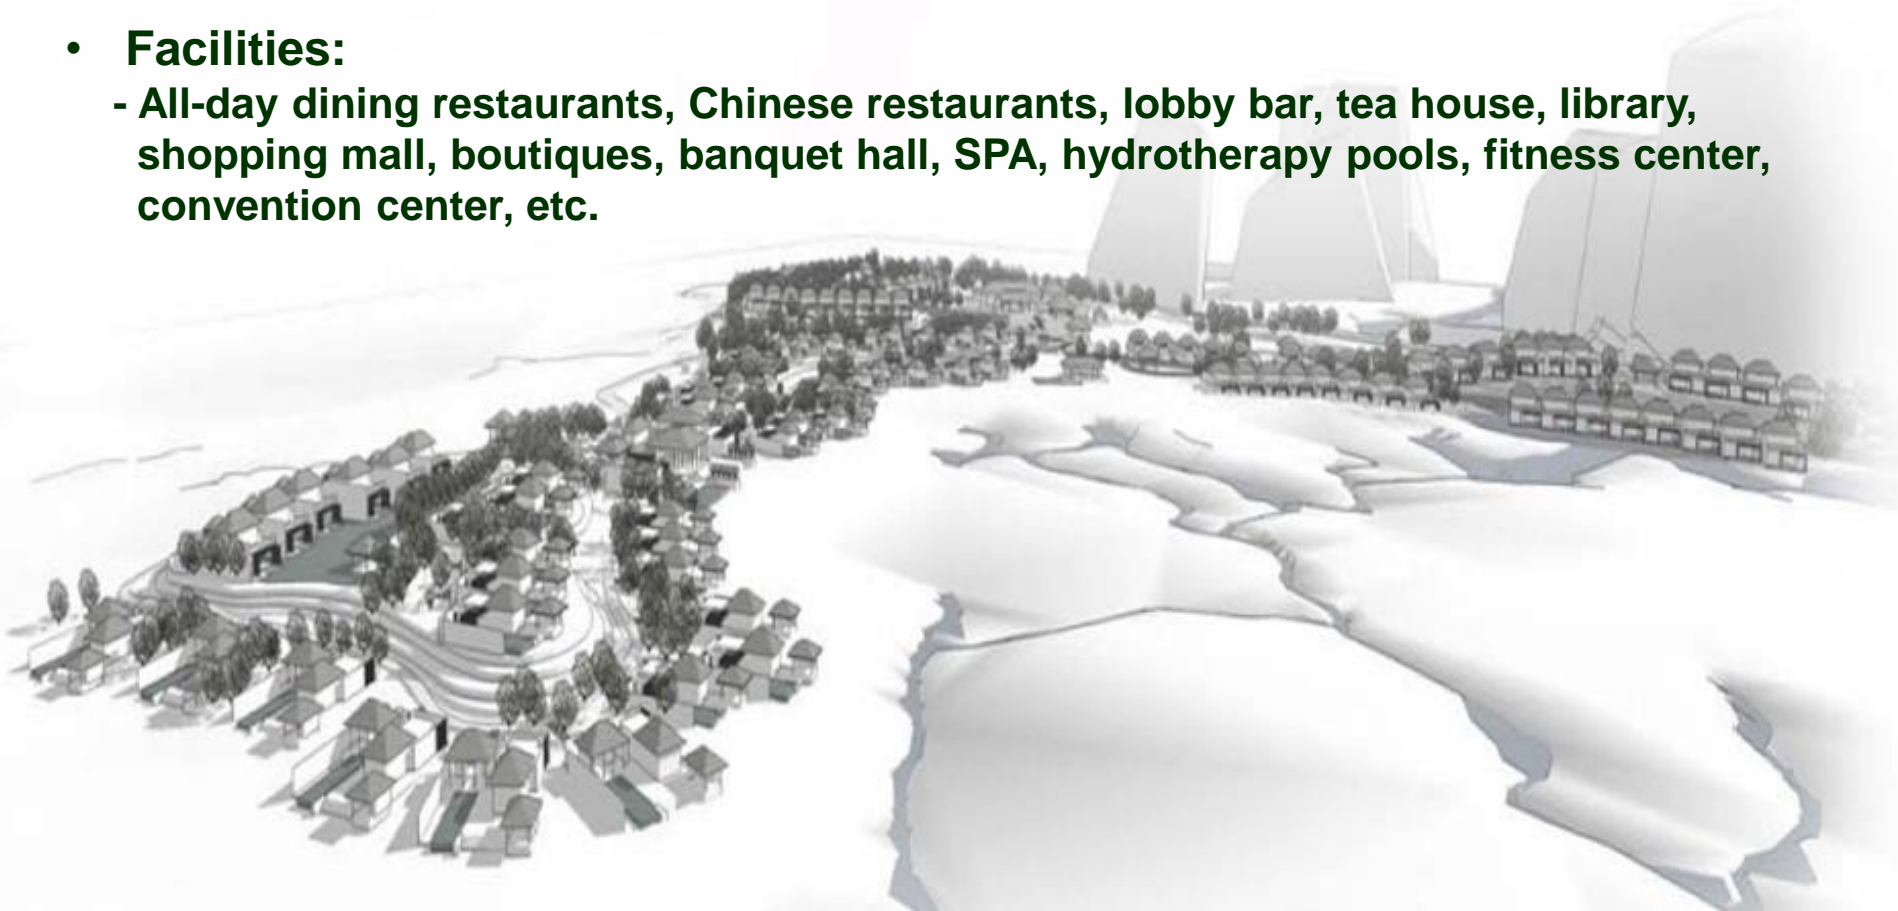 • Facilities:
- All-day dining restaurants, Chinese restaurants, lobby bar, tea house, library,
shopping mall, boutiques, banquet hall, SPA, hydrotherapy pools, fitness center,
convention center, etc.